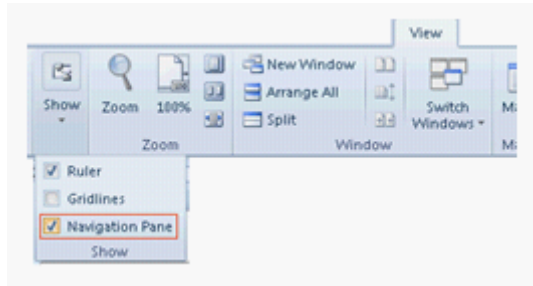 View
Show
Zoom
100%
Zoom
New Window
Arrange All
Split
Switch
Windows
Window
Ruler
Gridlines
Navigation Pane
Show